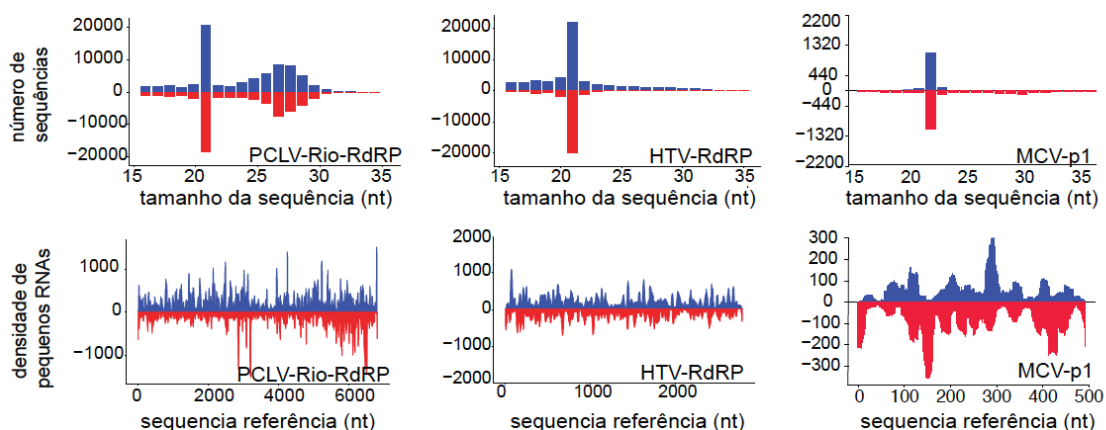 número de
sequências
20000
10000
0
−10000
−20000
15 20 25 30 35
PCLV-Rio-RdRP
tamanho da sequência (nt)
20000
10000
0
−10000
−20000
15 20 25 30 35
HTV-RdRP
tamanho da sequência (nt)
2200
1320
440
0
−440
−1320
−2200
15 20 25 30 35
MCV-p1
tamanho da sequência (nt)
densidade de
pequenos RNAs
1000
0
−1000
PCLV-Rio-RdRP
0 2000 4000 6000
sequencia referência (nt)
2000
1000
0
−1000
−2000
HTV-RdRP
0 1000 2000
sequencia referência (nt)
300
200
100
0
−100
−200
−300
MCV-p1
0 100 200 300 400 500
sequencia referência (nt)